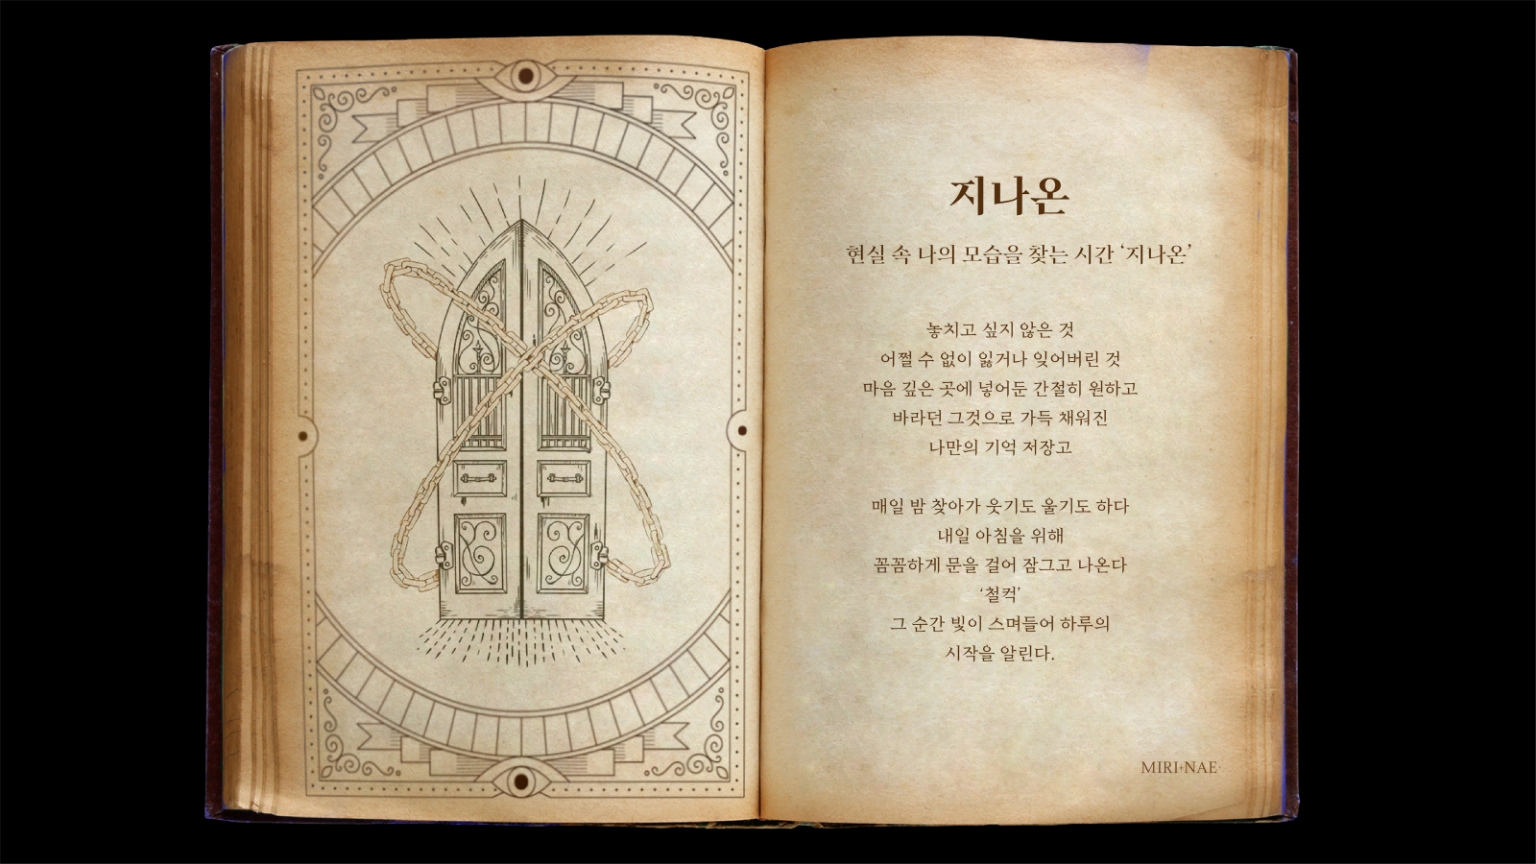 지나온
현실 속 나의 모습을 찾는 시간 ‘지나온’
놓치고 싶지 않은 것
어쩔 수 없이 잃거나 잊어버린 것
마음 깊은 곳에 넣어둔 간절히 원하고
바라던 그것으로 가득 채워진
나만의 기억 저장고
매일 밤 찾아가 웃기도 울기도 하다
내일 아침을 위해
꼼꼼하게 문을 걸어 잠그고 나온다
‘철컥’
그 순간 빛이 스며들어 하루의
시작을 알린다.
MIRI·NAE·